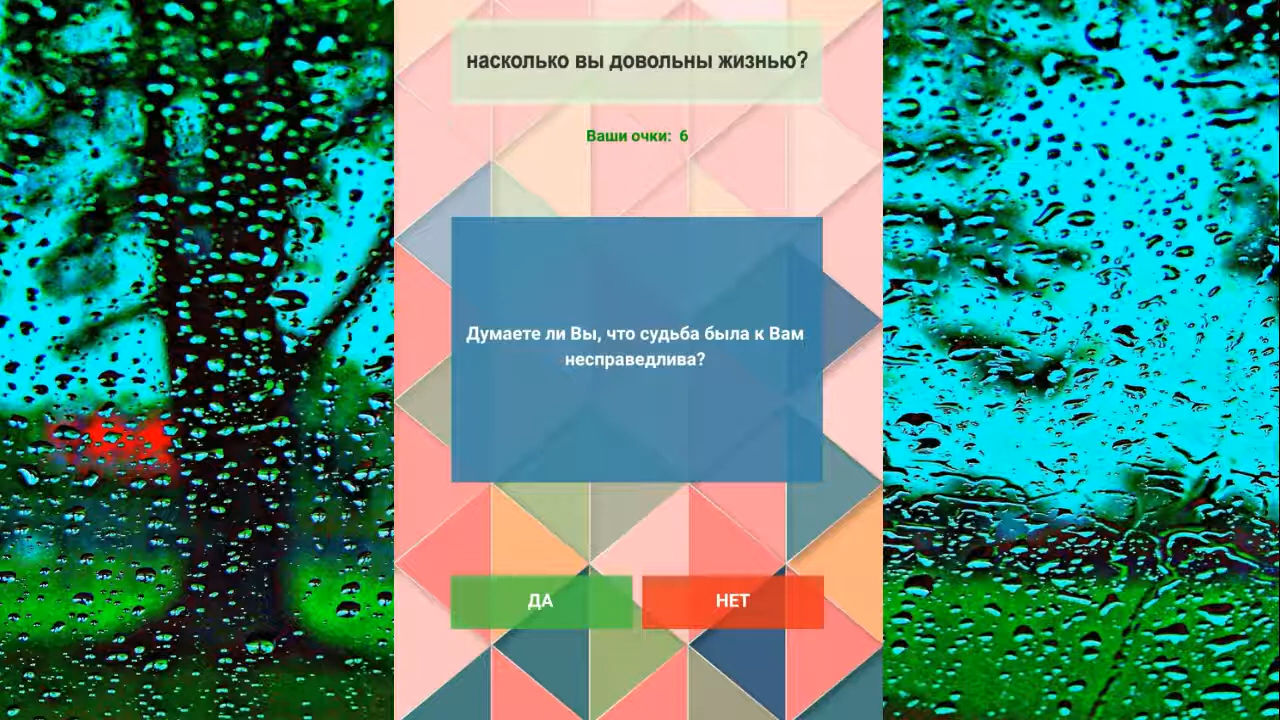 насколько вы довольны жизнью?
Ваши очки: 6
Думаете ли Вы, что судьба была к Вам
несправедлива?
ДА
НЕТ